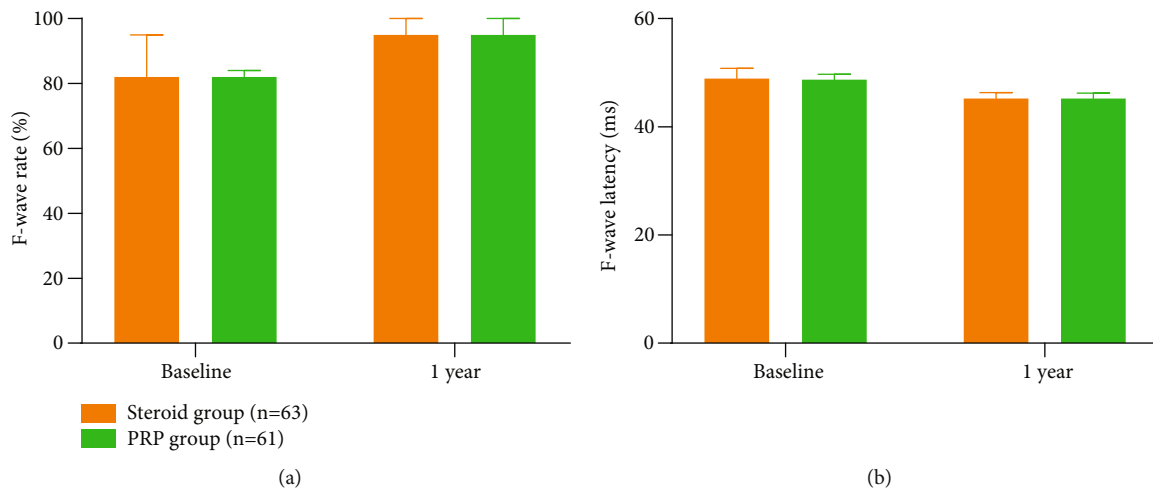 100
80
60
40
20
0
F-wave rate (%)
Baseline
1 year
Steroid group (n=63)
PRP group (n=61)
(a)
60
40
20
0
F-wave latency (ms)
Baseline
1 year
(b)